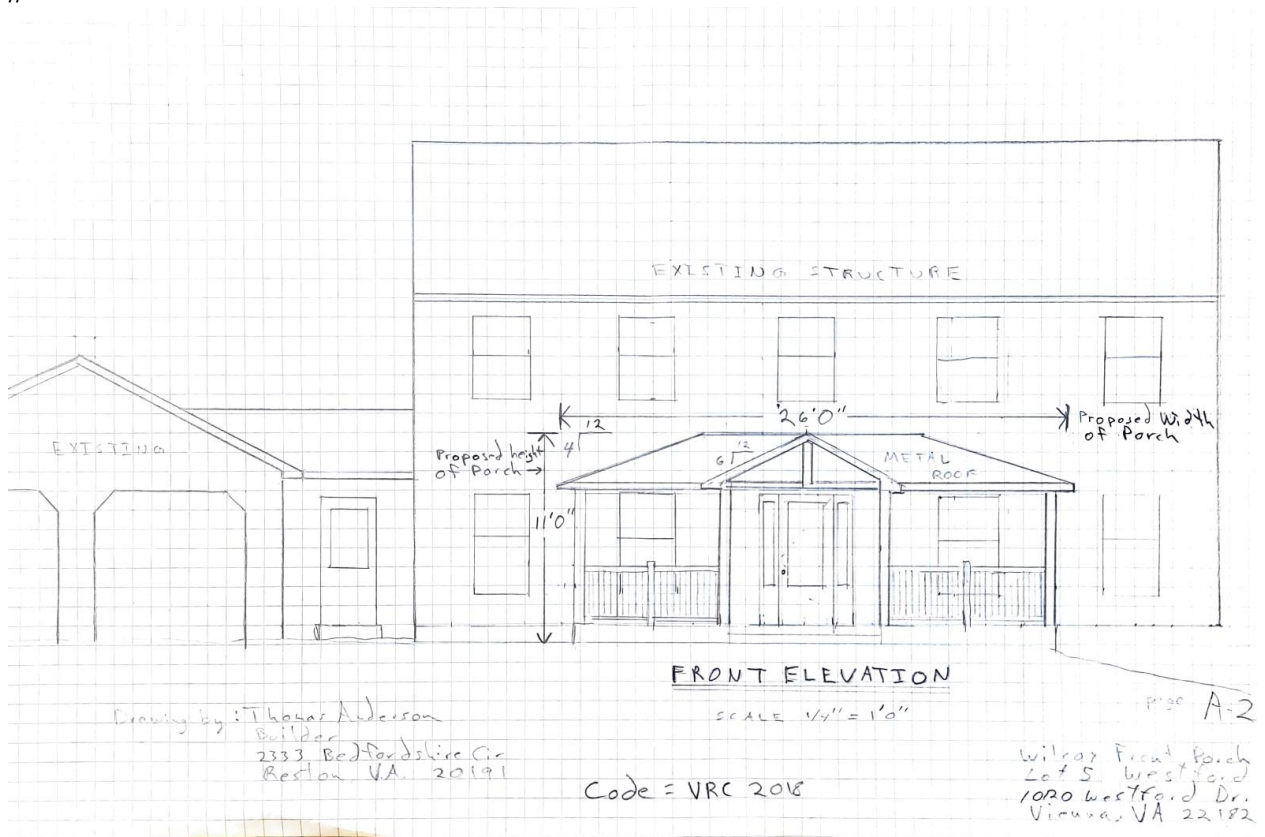 EXISTING STRUCTURE
EXISTING
26'0"
Proposed Width
of Porch
12
4
Proposed height
of Porch →
12
6
METAL
ROOF
11'0"
FRONT ELEVATION
SCALE 1/4" = 1'0"
page A-2
Drawing by: Thomas Anderson
Builder
2333 Bedfordshire Cir
Reston VA. 20191
Code = VRC 2018
Wilcox Front Porch
Lot 5 Westford
1020 Westford Dr.
Vienna, VA 22182